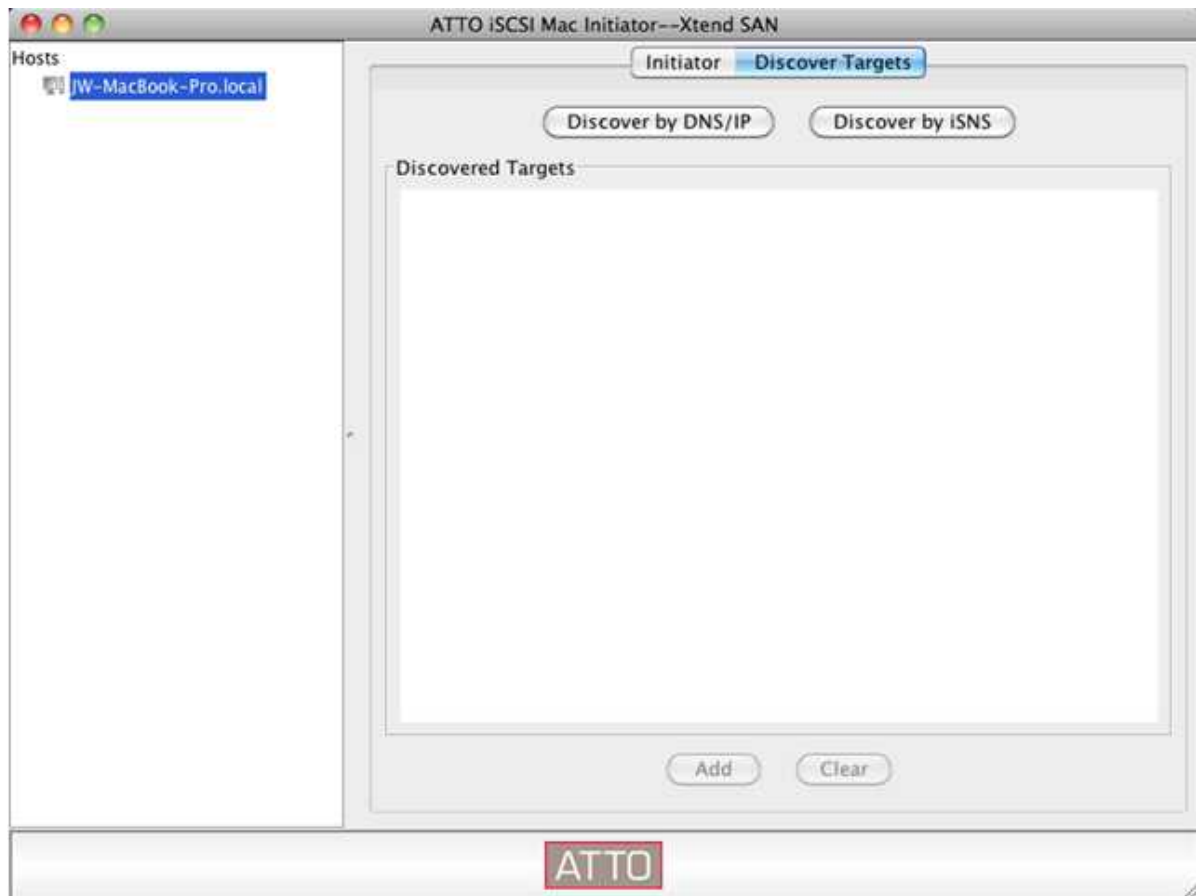 ATTO iSCSI Mac Initiator--Xtend SAN
Hosts
JW-MacBook-Pro.local
Initiator Discover Targets
Discover by DNS/IP Discover by iSNS
Discovered Targets
Add Clear
ATTO